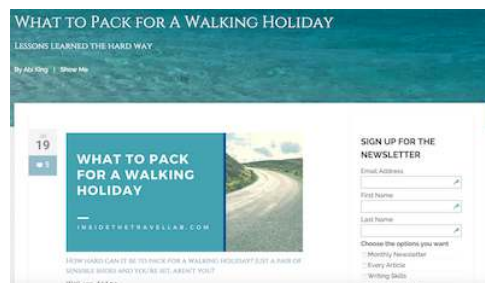 What to Pack for A Walking Holiday
Lessons learned the hard way
By Abi King | Show Me
19
5
WHAT TO PACK
FOR A WALKING
HOLIDAY
INSIDETHETRAVELLAB.COM
How hard can it be to pack for a walking holiday? Just a pair of
sensible shoes and you're set, aren't you?
SIGN UP FOR THE
NEWSLETTER
Email Address
First Name
Last Name
Choose the options you want
Monthly Newsletter
Every Article
Writing Skills